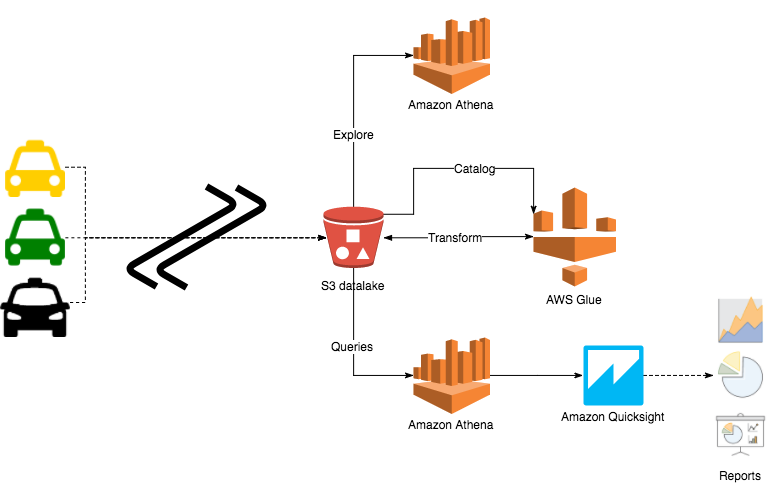 Amazon Athena
Explore
Catalog
Transform
S3 datalake
AWS Glue
Queries
Amazon Athena
Amazon Quicksight
Reports